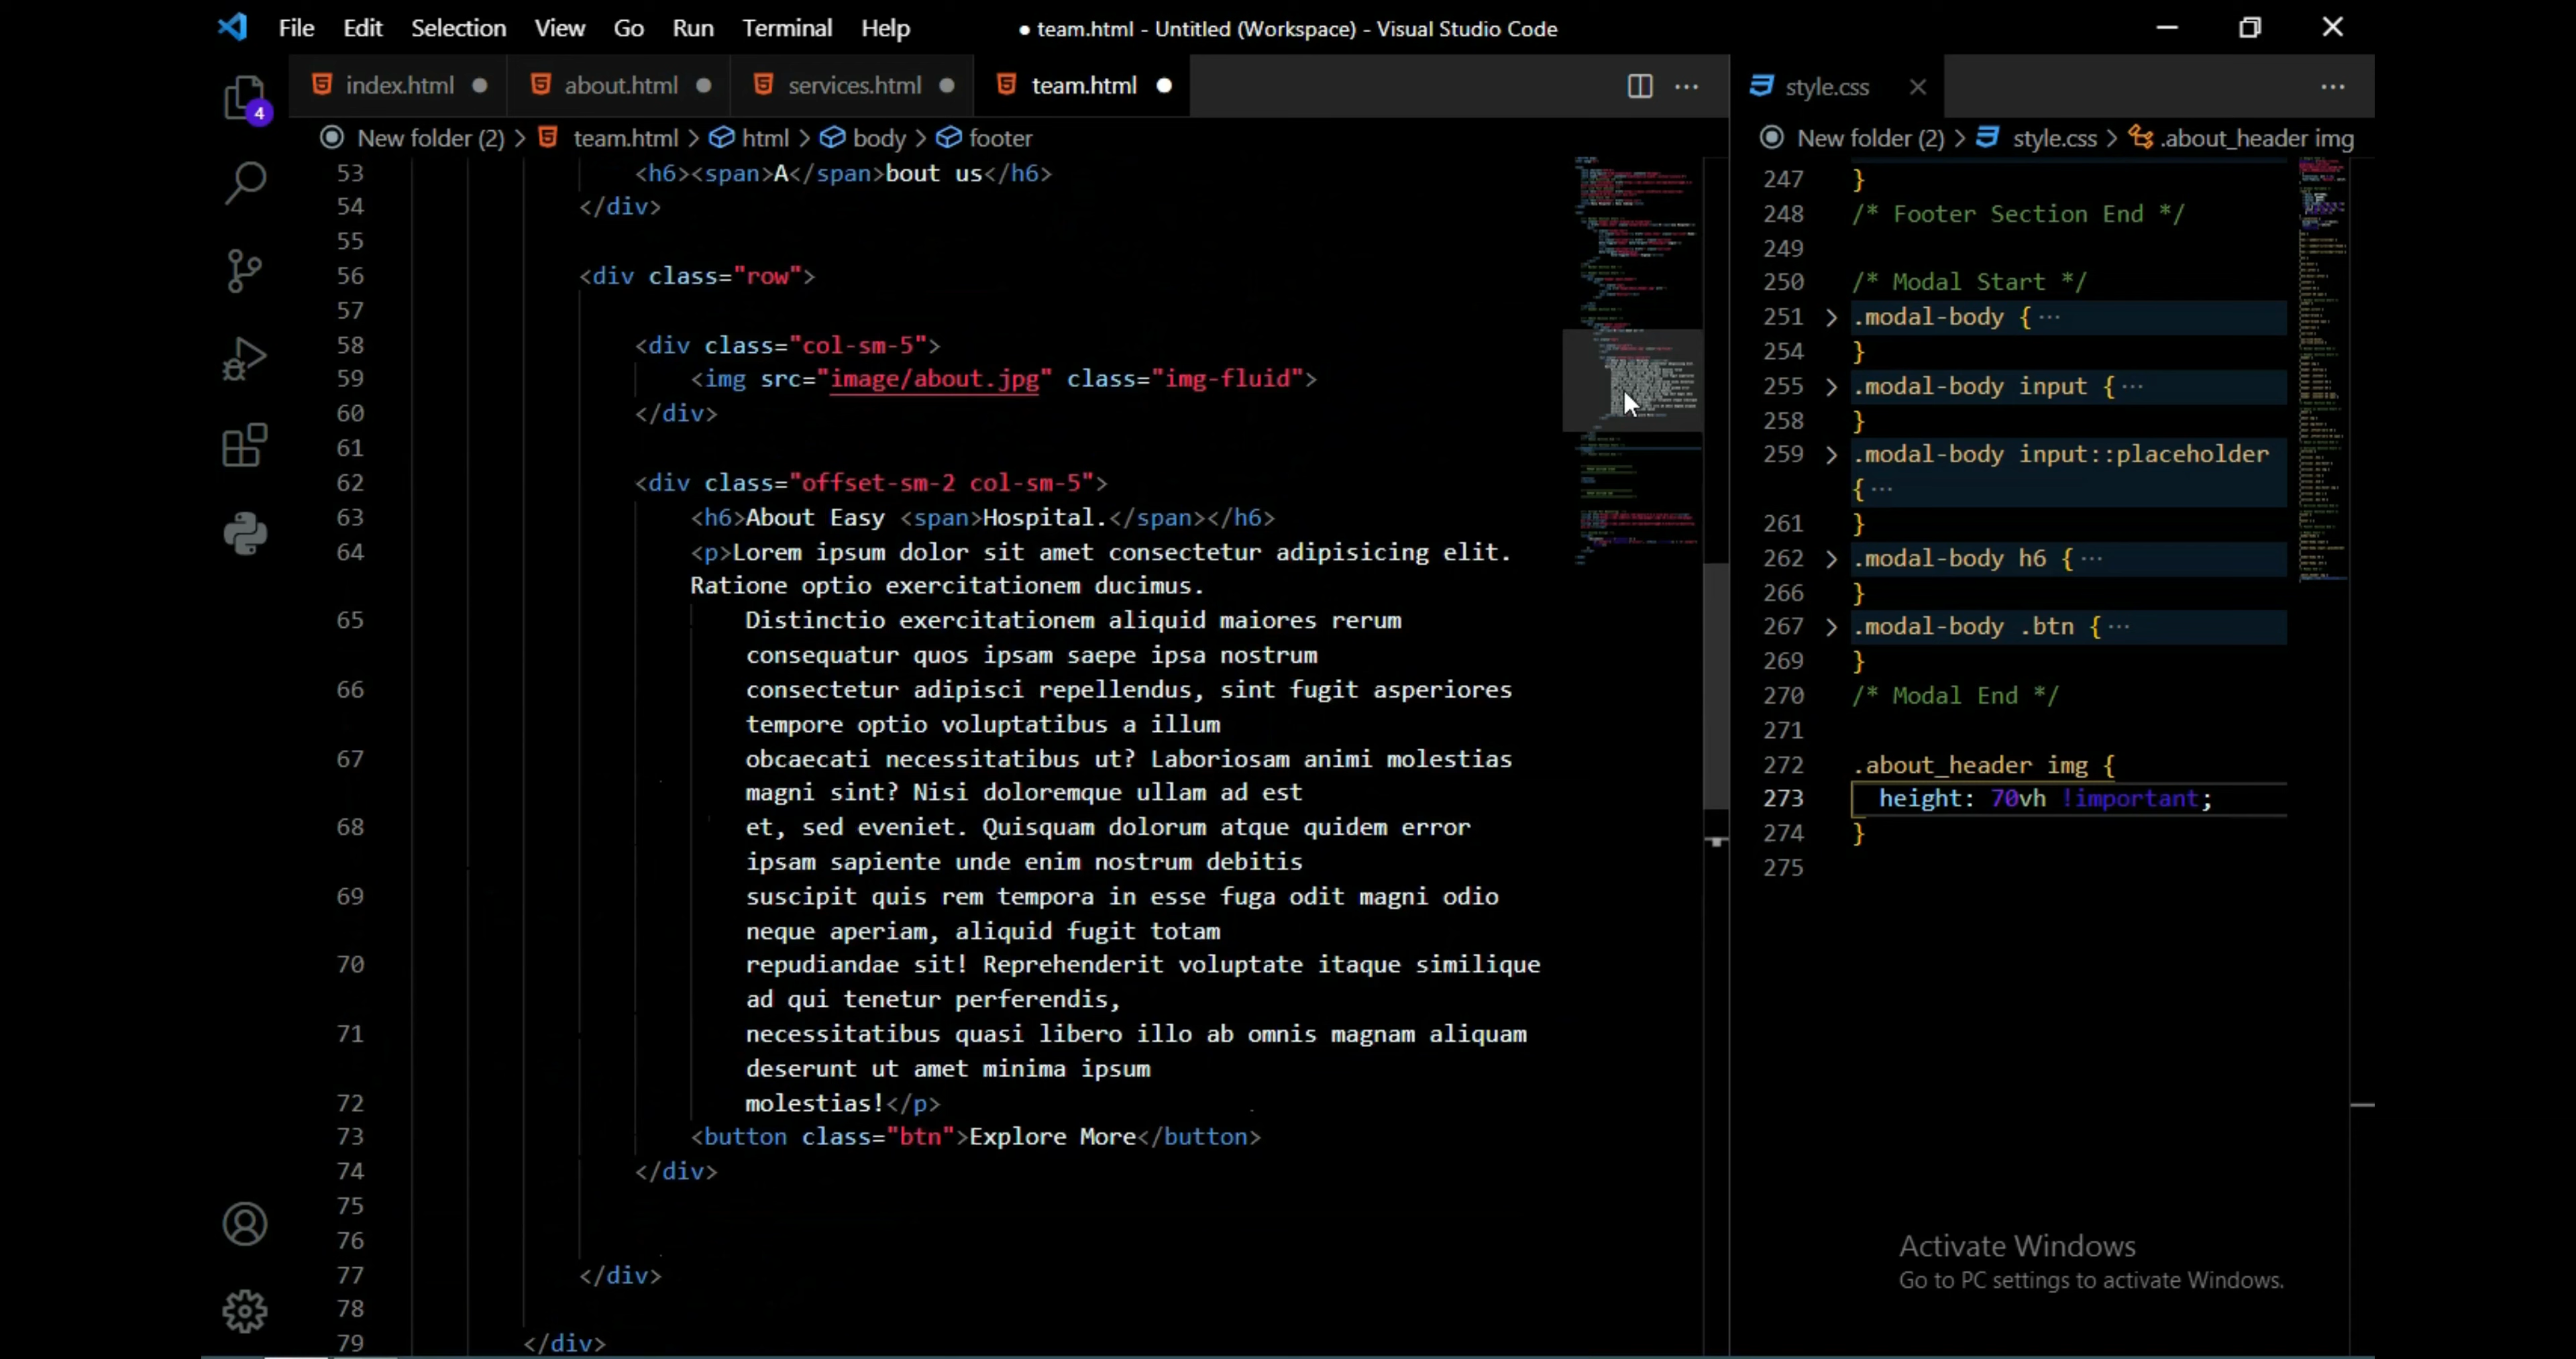 File Edit Selection View Go Run Terminal Help ● team.html - Untitled (Workspace) - Visual Studio Code
index.html ● about.html ● services.html ● team.html ●
style.css
4
New folder (2) > team.html > html > body > footer
New folder (2) > style.css > .about_header img
53 <h6><span>A</span>bout us</h6>
54 </div>
55
56 <div class="row">
57
58 <div class="col-sm-5">
59 <img src="image/about.jpg" class="img-fluid">
60 </div>
61
62 <div class="offset-sm-2 col-sm-5">
63 <h6>About Easy <span>Hospital.</span></h6>
64 <p>Lorem ipsum dolor sit amet consectetur adipisicing elit.
Ratione optio exercitationem ducimus.
65 Distinctio exercitationem aliquid maiores rerum
consequatur quos ipsam saepe ipsa nostrum
66 consectetur adipisci repellendus, sint fugit asperiores
tempore optio voluptatibus a illum
67 obcaecati necessitatibus ut? Laboriosam animi molestias
magni sint? Nisi doloremque ullam ad est
68 et, sed eveniet. Quisquam dolorum atque quidem error
ipsam sapiente unde enim nostrum debitis
69 suscipit quis rem tempora in esse fuga odit magni odio
neque aperiam, aliquid fugit totam
70 repudiandae sit! Reprehenderit voluptate itaque similique
ad qui tenetur perferendis,
71 necessitatibus quasi libero illo ab omnis magnam aliquam
deserunt ut amet minima ipsum
72 molestias!</p>
73 <button class="btn">Explore More</button>
74 </div>
75
76
77 </div>
78
79 </div>
247 }
248 /* Footer Section End */
249
250 /* Modal Start */
251 > .modal-body { ···
254 }
255 > .modal-body input { ···
258 }
259 > .modal-body input::placeholder
{ ···
261 }
262 > .modal-body h6 { ···
266 }
267 > .modal-body .btn { ···
269 }
270 /* Modal End */
271
272 .about_header img {
273 height: 70vh !important;
274 }
275
Activate Windows
Go to PC settings to activate Windows.